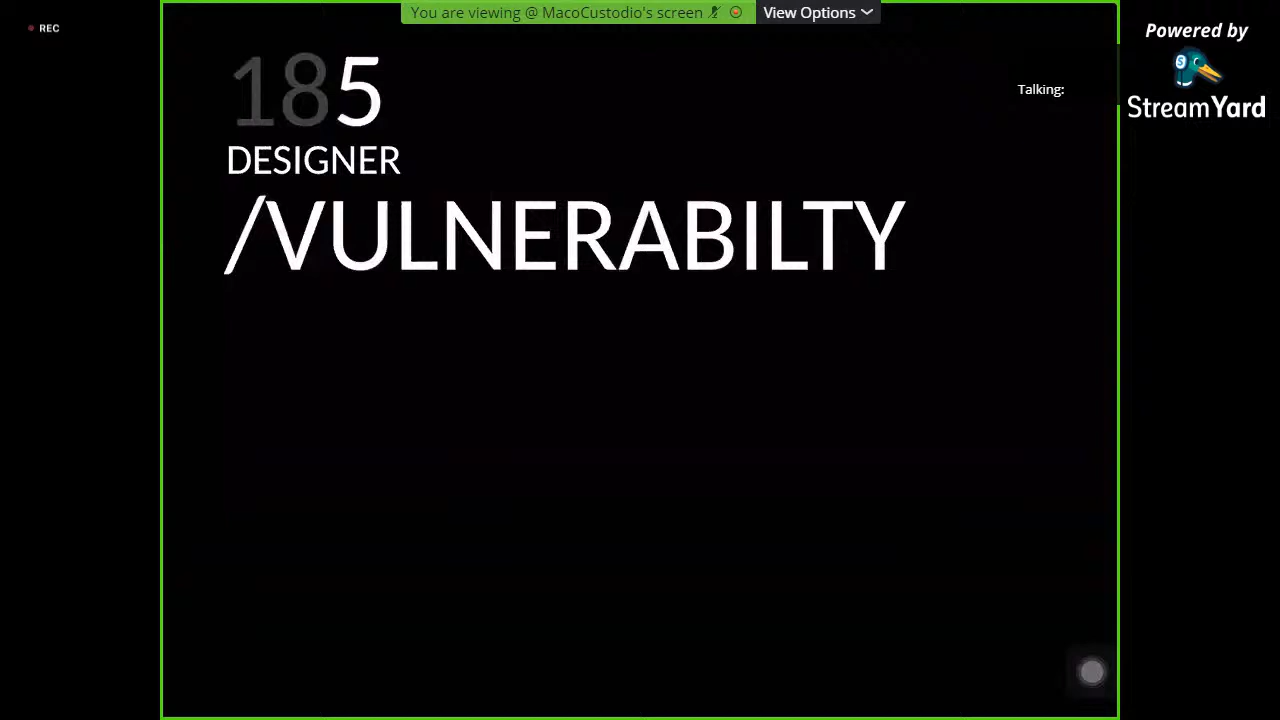 You are viewing @ MacoCustodio's screen
View Options
REC
Powered by
StreamYard
Talking:
185
DESIGNER
/VULNERABILTY